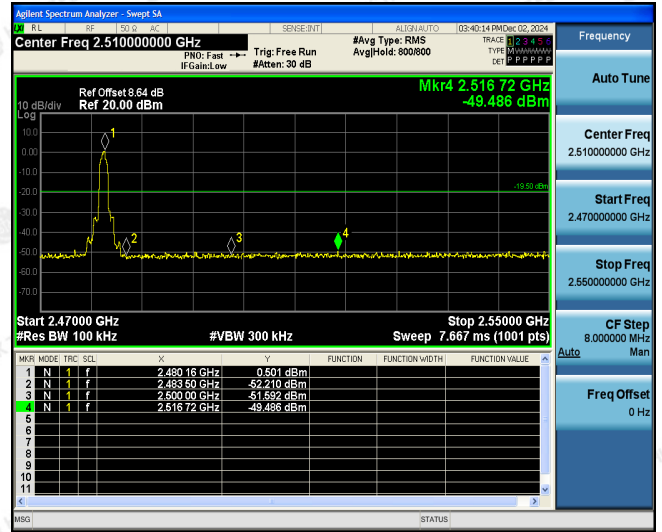 Agilent Spectrum Analyzer - Swept SA
RL RF 50 Ω AC SENSE:INT ALIGN AUTO 03:40:14 PM Dec 02, 2024
Center Freq 2.510000000 GHz
PNO: Fast
IFGain:Low
Trig: Free Run
#Atten: 30 dB
#Avg Type: RMS
Avg|Hold: 800/800
TRACE 1 2 3 4 5 6
TYPE M
DET P P P P P P
Frequency
Auto Tune
Center Freq
2.510000000 GHz
Start Freq
2.470000000 GHz
Stop Freq
2.550000000 GHz
CF Step
8.000000 MHz
Auto Man
Freq Offset
0 Hz
Mkr4 2.516 72 GHz
-49.486 dBm
Ref Offset 8.64 dB
10 dB/div Ref 20.00 dBm
Log
10.0
0.00
-10.0
-20.0
-30.0
-40.0
-50.0
-60.0
-70.0
1
2
3
4
-19.50 dBm
Start 2.47000 GHz Stop 2.55000 GHz
#Res BW 100 kHz #VBW 300 kHz Sweep 7.667 ms (1001 pts)
MKR MODE TRC SCL X Y FUNCTION FUNCTION WIDTH FUNCTION VALUE
1 N 1 f 2.480 16 GHz 0.501 dBm
2 N 1 f 2.483 50 GHz -52.210 dBm
3 N 1 f 2.500 00 GHz -51.592 dBm
4 N 1 f 2.516 72 GHz -49.486 dBm
5
6
7
8
9
10
11
MSG STATUS